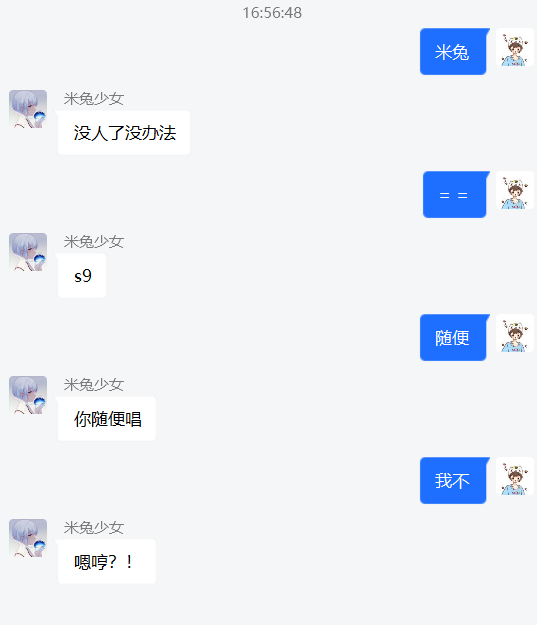 16:56:48
米兔
米兔少女
没人了没办法
= =
米兔少女
s9
随便
米兔少女
你随便唱
我不
米兔少女
嗯哼？！